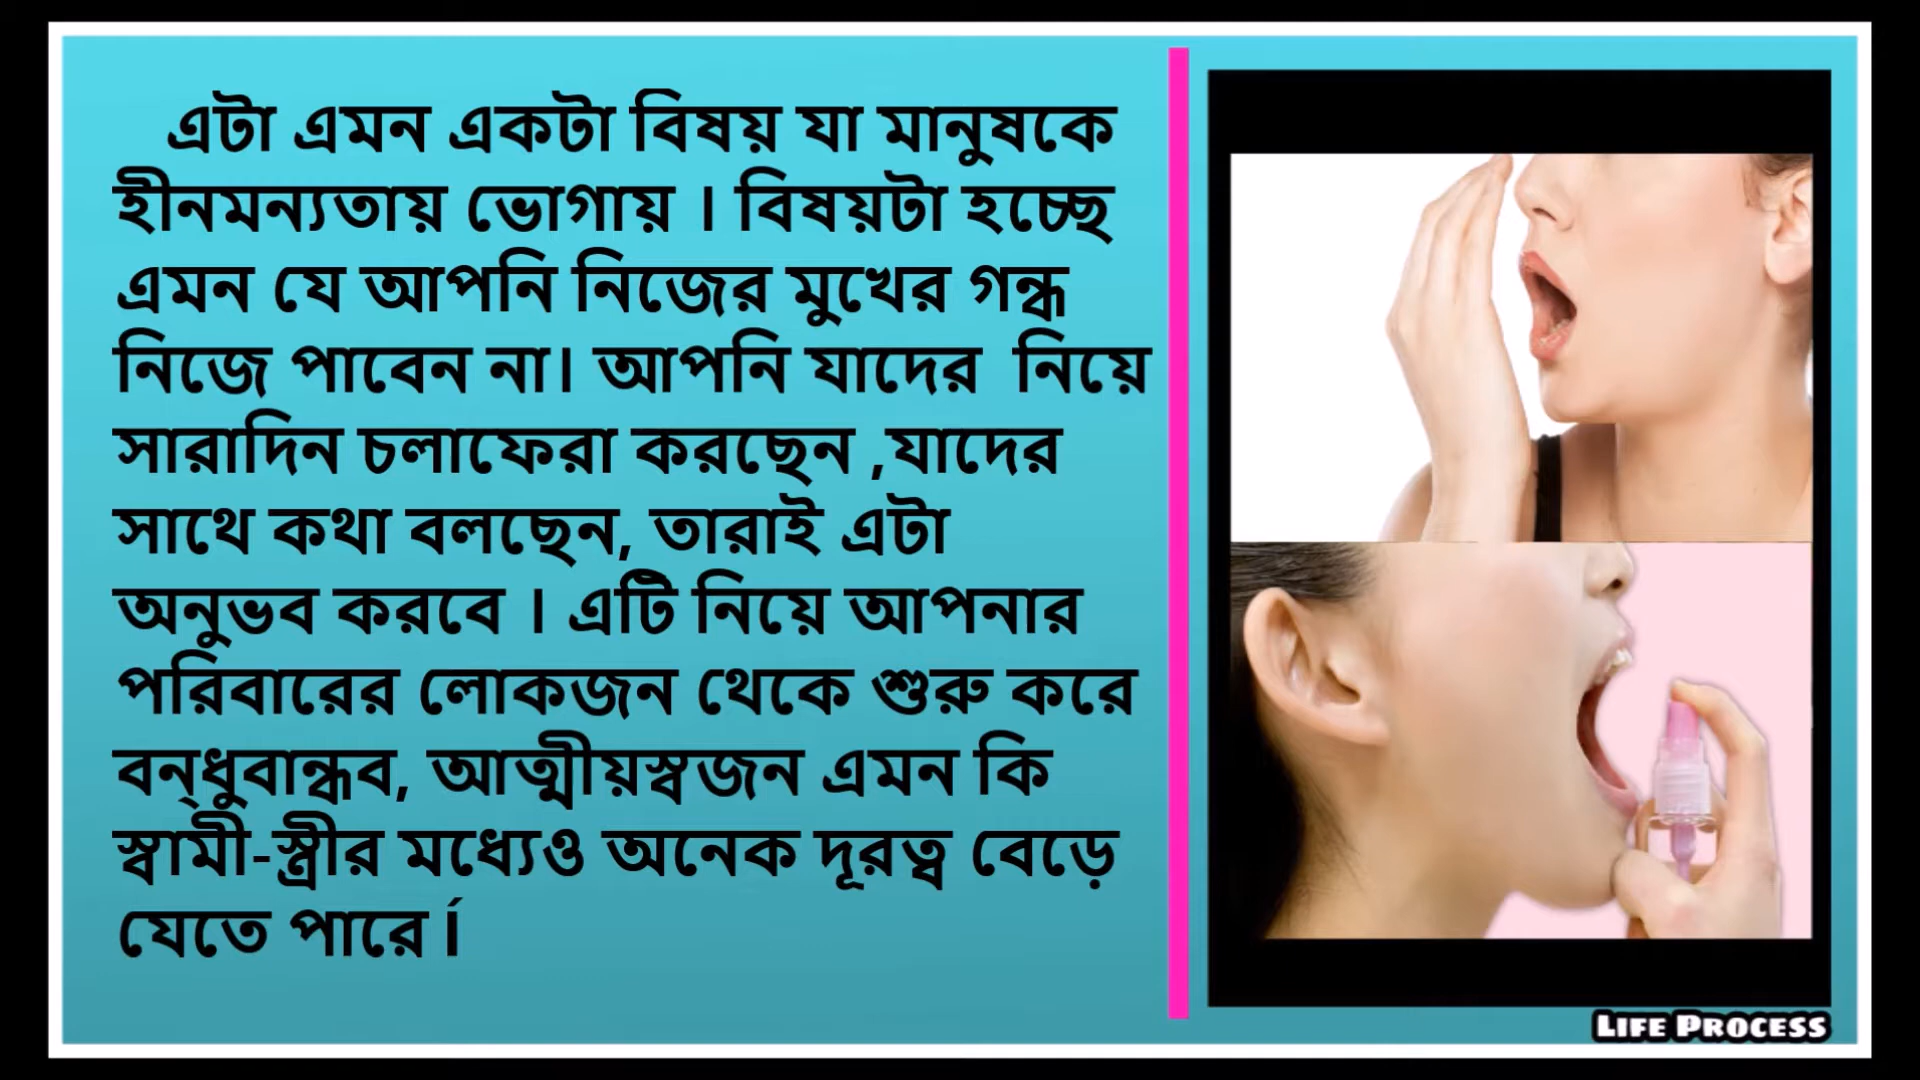 এটা এমন একটা বিষয় যা মানুষকে
হীনমন্যতায় ভোগায় । বিষয়টা হচ্ছে
এমন যে আপনি নিজের মুখের গন্ধ
নিজে পাবেন না। আপনি যাদের নিয়ে
সারাদিন চলাফেরা করছেন ,যাদের
সাথে কথা বলছেন, তারাই এটা
অনুভব করবে । এটি নিয়ে আপনার
পরিবারের লোকজন থেকে শুরু করে
বন্‌ধুবান্ধব, আত্মীয়স্বজন এমন কি
স্বামী-স্ত্রীর মধ্যেও অনেক দূরত্ব বেড়ে
যেতে পারে ।
LIFE PROCESS